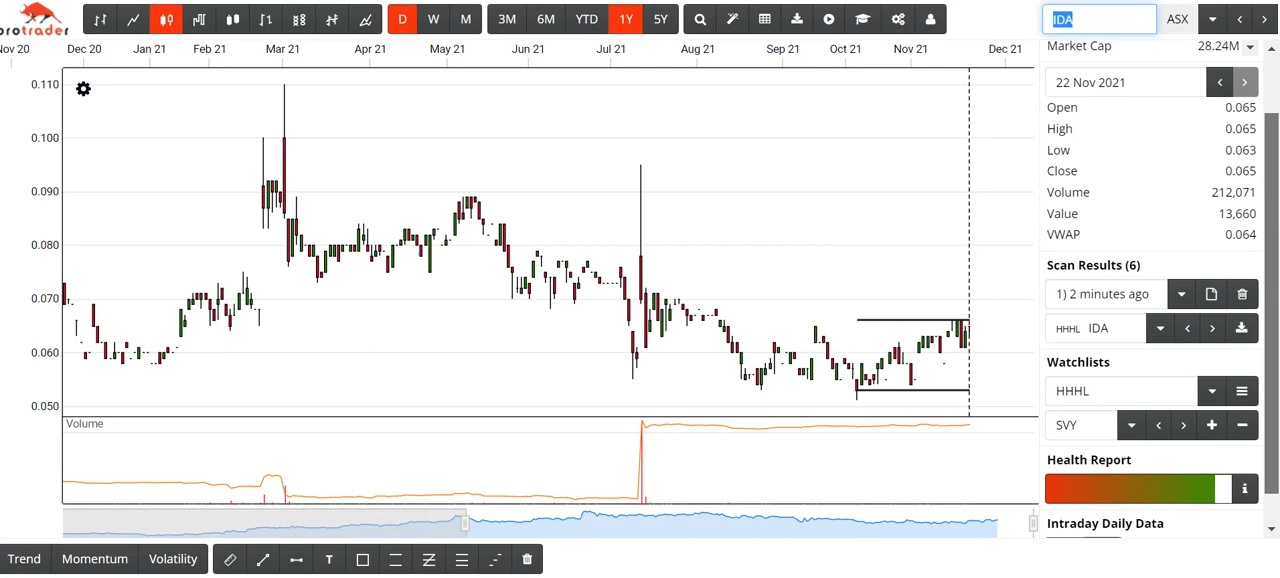 protrader
D W M
3M 6M YTD 1Y 5Y
IDA
ASX
Nov 20 Dec 20 Jan 21 Feb 21 Mar 21 Apr 21 May 21 Jun 21 Jul 21 Aug 21 Sep 21 Oct 21 Nov 21 Dec 21
0.110
0.100
0.090
0.080
0.070
0.060
0.050
Volume
Market Cap 28.24M
22 Nov 2021
Open 0.065
High 0.065
Low 0.063
Close 0.065
Volume 212,071
Value 13,660
VWAP 0.064
Scan Results (6)
1) 2 minutes ago
HHHL IDA
Watchlists
HHHL
SVY
Health Report
Intraday Daily Data
Trend Momentum Volatility
T